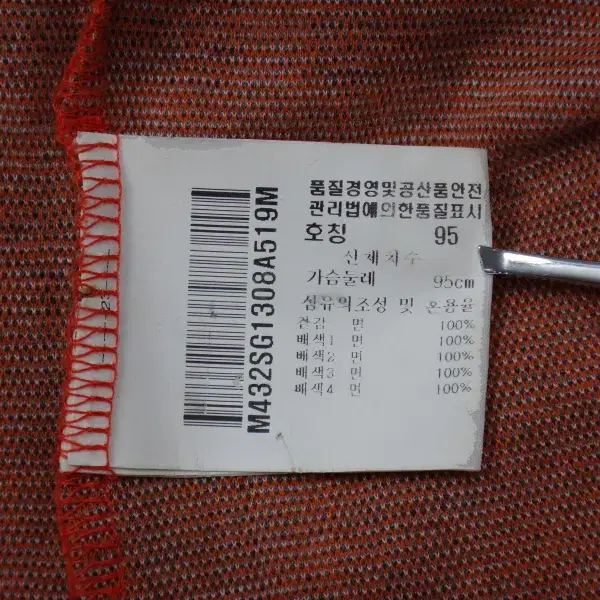 품질경영및공산품안전
관리법에의한품질표시
호칭 95
신체치수
가슴둘레 95cm
섬유의조성 및 혼용율
겉감 면 100%
배색1 면 100%
배색2 면 100%
배색3 면 100%
배색4 면 100%
M432SG1308A519M